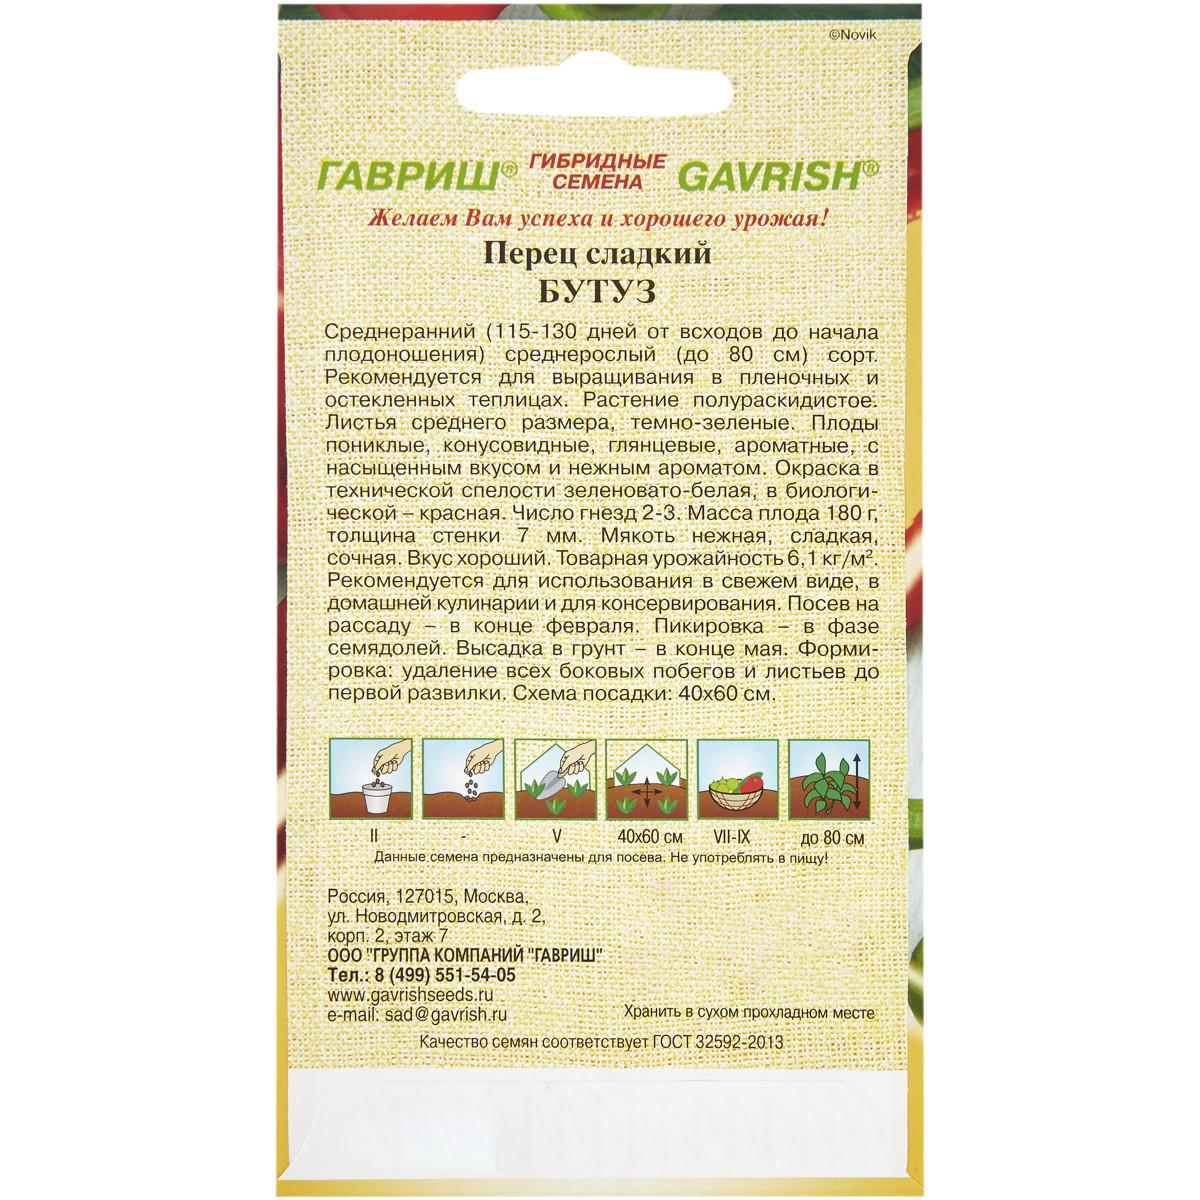 ©Novik
ГАВРИШ® ГИБРИДНЫЕ СЕМЕНА GAVRISH®
Желаем Вам успеха и хорошего урожая!
Перец сладкий
БУТУЗ
Среднеранний (115-130 дней от всходов до начала
плодоношения) среднерослый (до 80 см) сорт.
Рекомендуется для выращивания в пленочных и
остекленных теплицах. Растение полураскидистое.
Листья среднего размера, темно-зеленые. Плоды
пониклые, конусовидные, глянцевые, ароматные, с
насыщенным вкусом и нежным ароматом. Окраска в
технической спелости зеленовато-белая, в биологи-
ческой – красная. Число гнезд 2-3. Масса плода 180 г,
толщина стенки 7 мм. Мякоть нежная, сладкая,
сочная. Вкус хороший. Товарная урожайность 6,1 кг/м².
Рекомендуется для использования в свежем виде, в
домашней кулинарии и для консервирования. Посев на
рассаду – в конце февраля. Пикировка – в фазе
семядолей. Высадка в грунт – в конце мая. Форми-
ровка: удаление всех боковых побегов и листьев до
первой развилки. Схема посадки: 40х60 см.
II - V 40х60 см VII-IX до 80 см
Данные семена предназначены для посева. Не употреблять в пищу!
Россия, 127015, Москва,
ул. Новодмитровская, д. 2,
корп. 2, этаж 7
ООО "ГРУППА КОМПАНИЙ "ГАВРИШ"
Тел.: 8 (499) 551-54-05
www.gavrishseeds.ru
e-mail: sad@gavrish.ru
Хранить в сухом прохладном месте
Качество семян соответствует ГОСТ 32592-2013